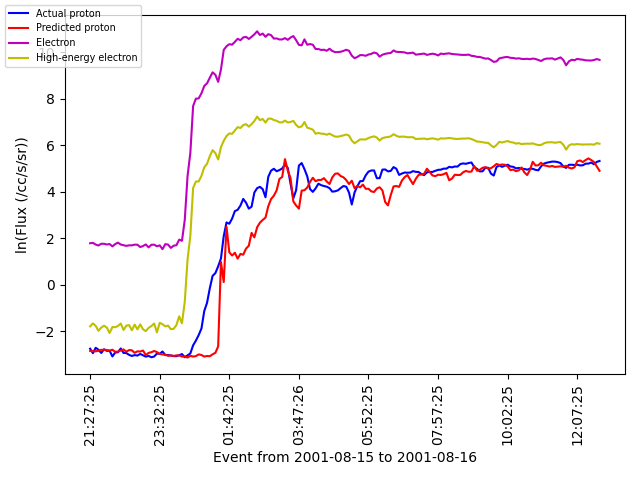 Actual proton
Predicted proton
Electron
High-energy electron
10
8
6
4
2
0
−2
ln(Flux (/cc/s/sr))
21:27:25
23:32:25
01:42:25
03:47:26
05:52:25
07:57:25
10:02:25
12:07:25
Event from 2001-08-15 to 2001-08-16